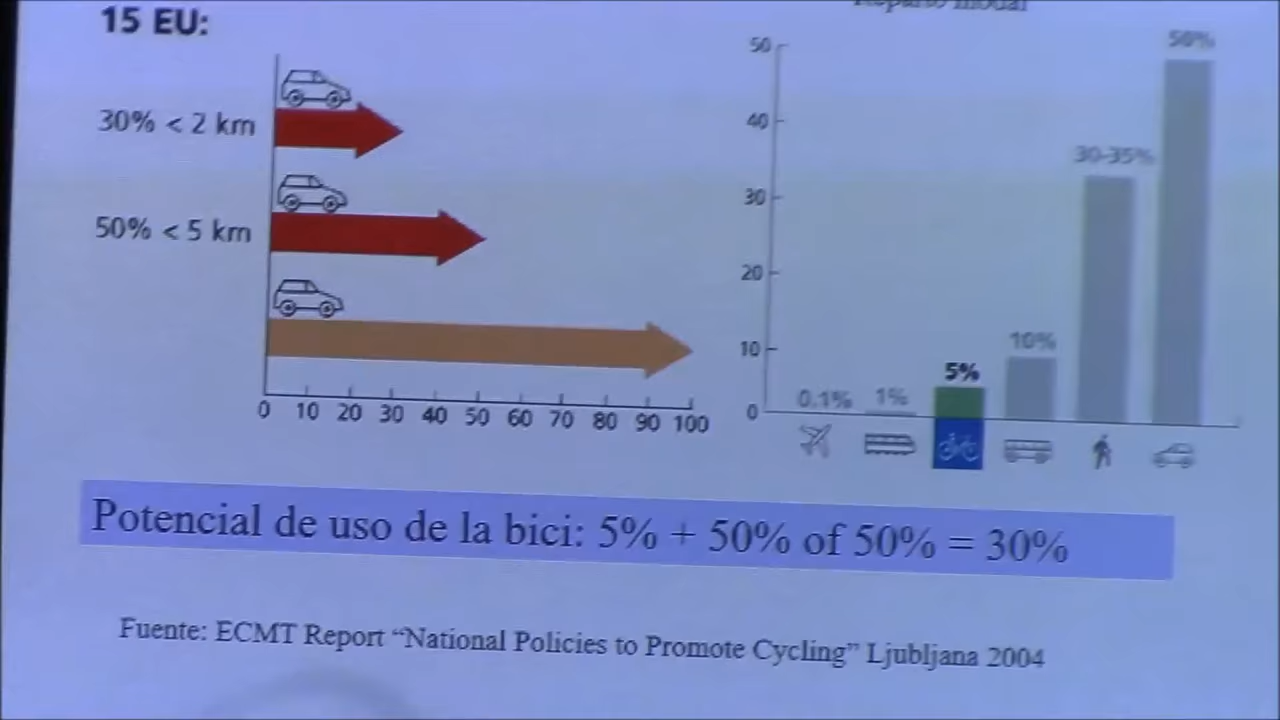 15 EU:
30% < 2 km
50% < 5 km
0 10 20 30 40 50 60 70 80 90 100
Reparto modal
50
40
30
20
10
0
0.1%
1%
5%
10%
30-35%
50%
Potencial de uso de la bici: 5% + 50% of 50% = 30%
Fuente: ECMT Report “National Policies to Promote Cycling” Ljubljana 2004